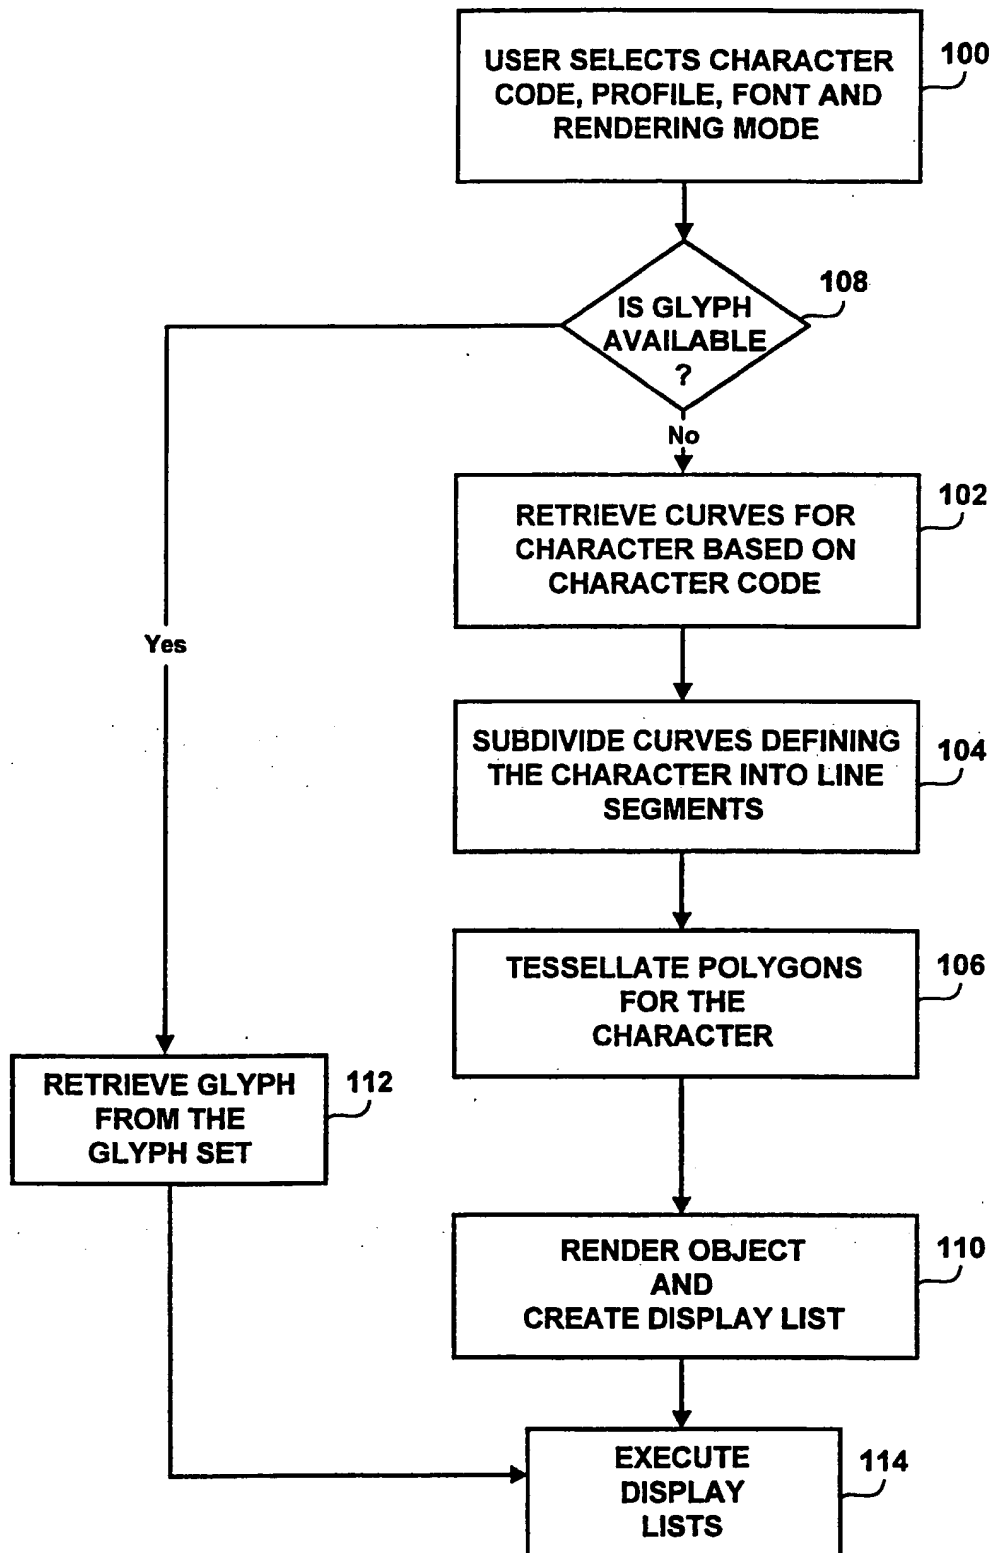 USER SELECTS CHARACTER
CODE, PROFILE, FONT AND
RENDERING MODE
100
IS GLYPH
AVAILABLE
?
108
No
RETRIEVE CURVES FOR
CHARACTER BASED ON
CHARACTER CODE
102
Yes
SUBDIVIDE CURVES DEFINING
THE CHARACTER INTO LINE
SEGMENTS
104
TESSELLATE POLYGONS
FOR THE
CHARACTER
106
RETRIEVE GLYPH
FROM THE
GLYPH SET
112
RENDER OBJECT
AND
CREATE DISPLAY LIST
110
EXECUTE
DISPLAY
LISTS
114